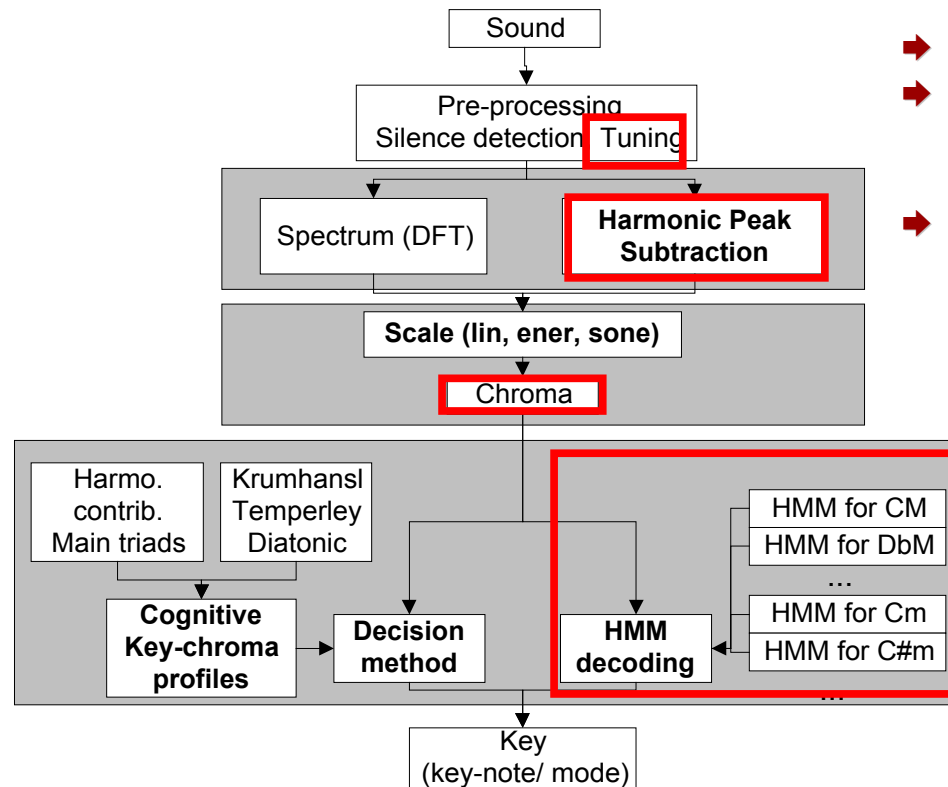 Sound
Pre-processing
Silence detection Tuning
Spectrum (DFT)
Harmonic Peak
Subtraction
Scale (lin, ener, sone)
Chroma
Harmo.
contrib.
Main triads
Krumhansl
Temperley
Diatonic
HMM for CM
HMM for DbM
...
HMM for Cm
HMM for C#m
...
Cognitive
Key-chroma
profiles
Decision
method
HMM
decoding
Key
(key-note/ mode)